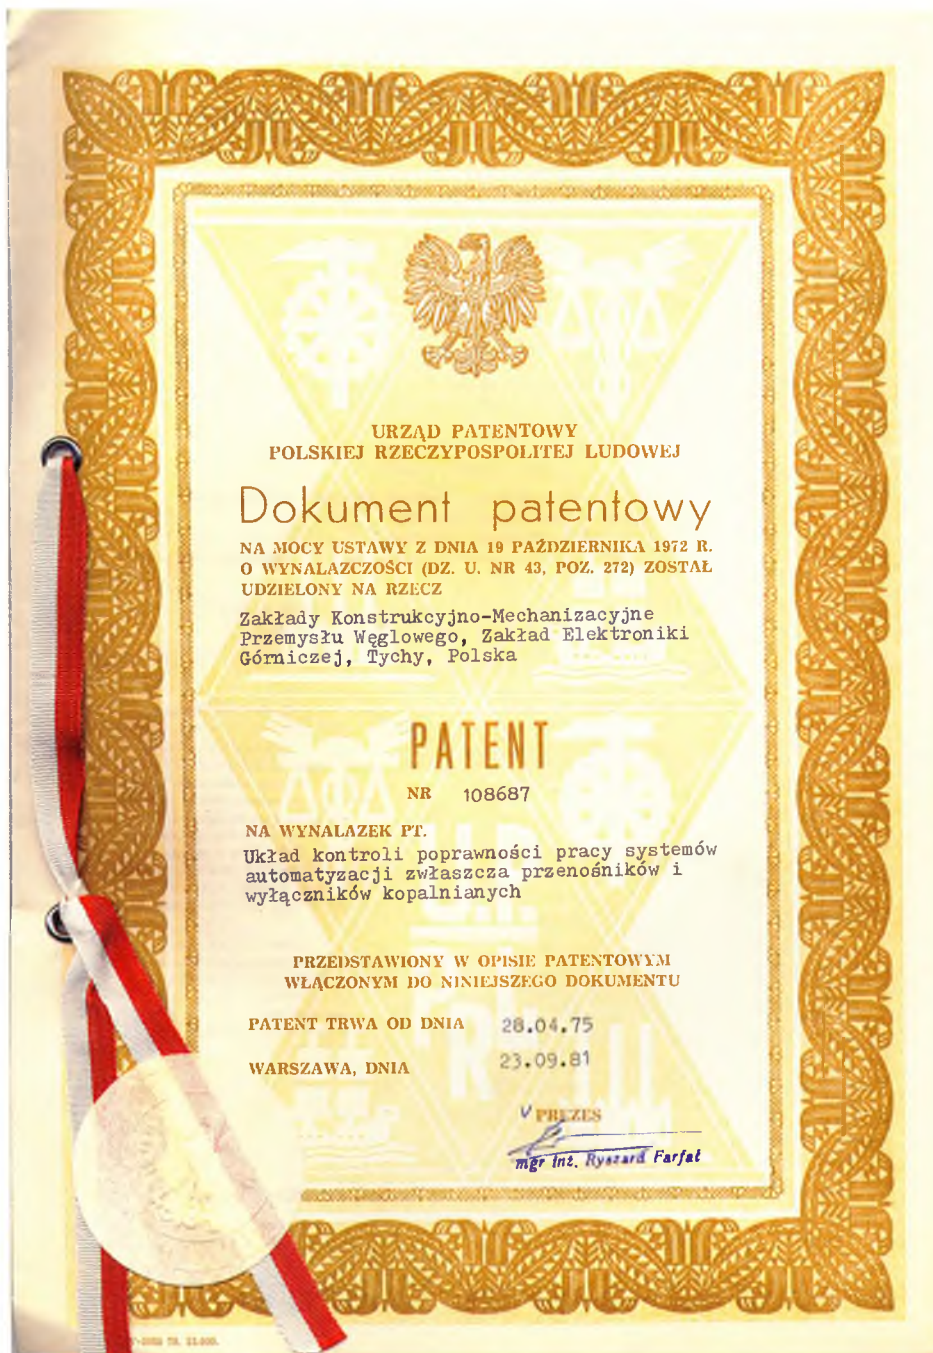 URZĄD PATENTOWY
POLSKIEJ RZECZYPOSPOLITEJ LUDOWEJ
Dokument patentowy
NA MOCY USTAWY Z DNIA 19 PAŹDZIERNIKA 1972 R.
O WYNALAZCZOŚCI (DZ. U. NR 43, POZ. 272) ZOSTAŁ
UDZIELONY NA RZECZ
Zakłady Konstrukcyjno-Mechanizacyjne
Przemysłu Węglowego, Zakład Elektroniki
Górniczej, Tychy, Polska
PATENT
NR 108687
NA WYNALAZEK PT.
Układ kontroli poprawności pracy systemów
automatyzacji zwłaszcza przenośników i
wyłączników kopalnianych
PRZEDSTAWIONY W OPISIE PATENTOWYM
WŁĄCZONYM DO NINIEJSZEGO DOKUMENTU
PATENT TRWA OD DNIA 28.04.75
WARSZAWA, DNIA 23.09.81
V PREZES
mgr inż. Ryszard Farfał